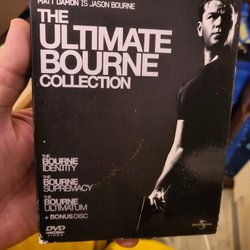 MATT DAMON IS JASON BOURNE
THE
ULTIMATE
BOURNE
COLLECTION
THE
BOURNE
IDENTITY
THE
BOURNE
SUPREMACY
THE
BOURNE
ULTIMATUM
+ BONUS DISC
DVD
VIDEO
UNIVERSAL